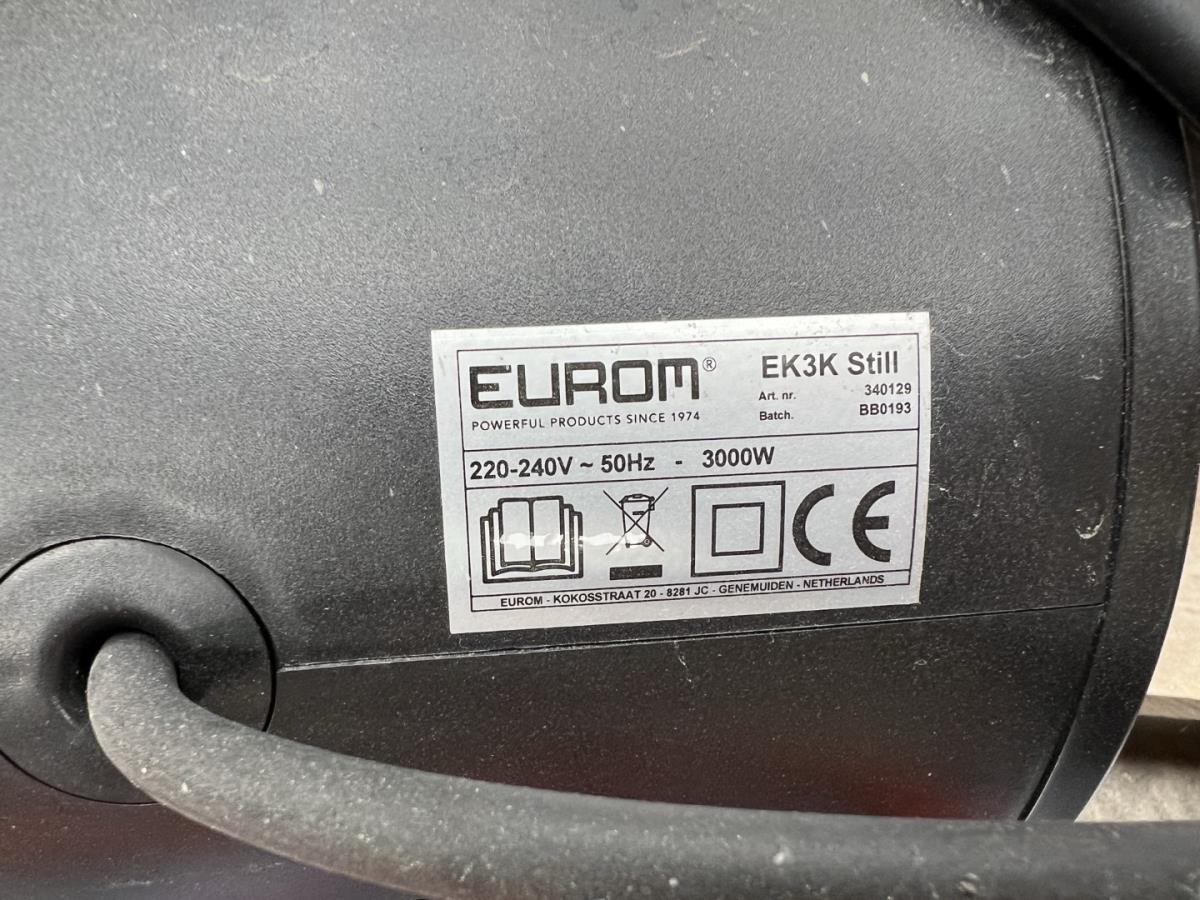 EUROM®
POWERFUL PRODUCTS SINCE 1974
EK3K Still
Art. nr. 340129
Batch. BB0193
220-240V ~ 50Hz - 3000W
CE
EUROM - KOKOSSTRAAT 20 - 8281 JC - GENEMUIDEN - NETHERLANDS